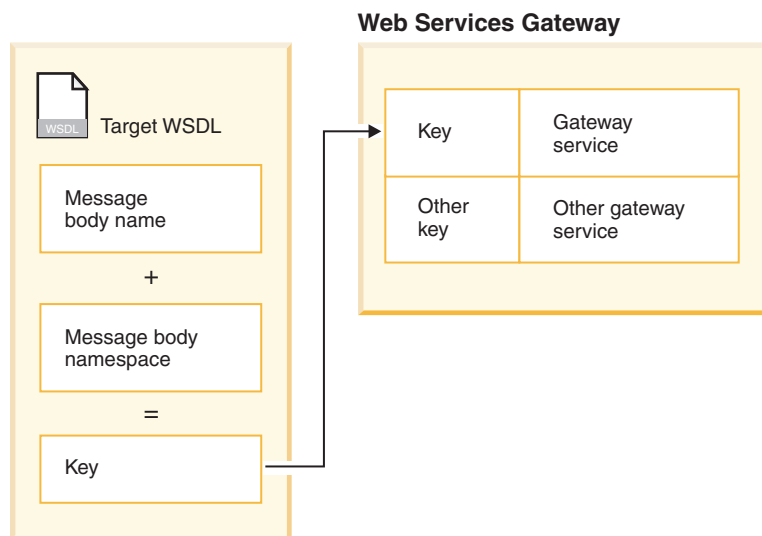 Web Services Gateway
WSDL
Target WSDL
Message
body name
+
Message body
namespace
=
Key
Key
Gateway
service
Other
key
Other gateway
service